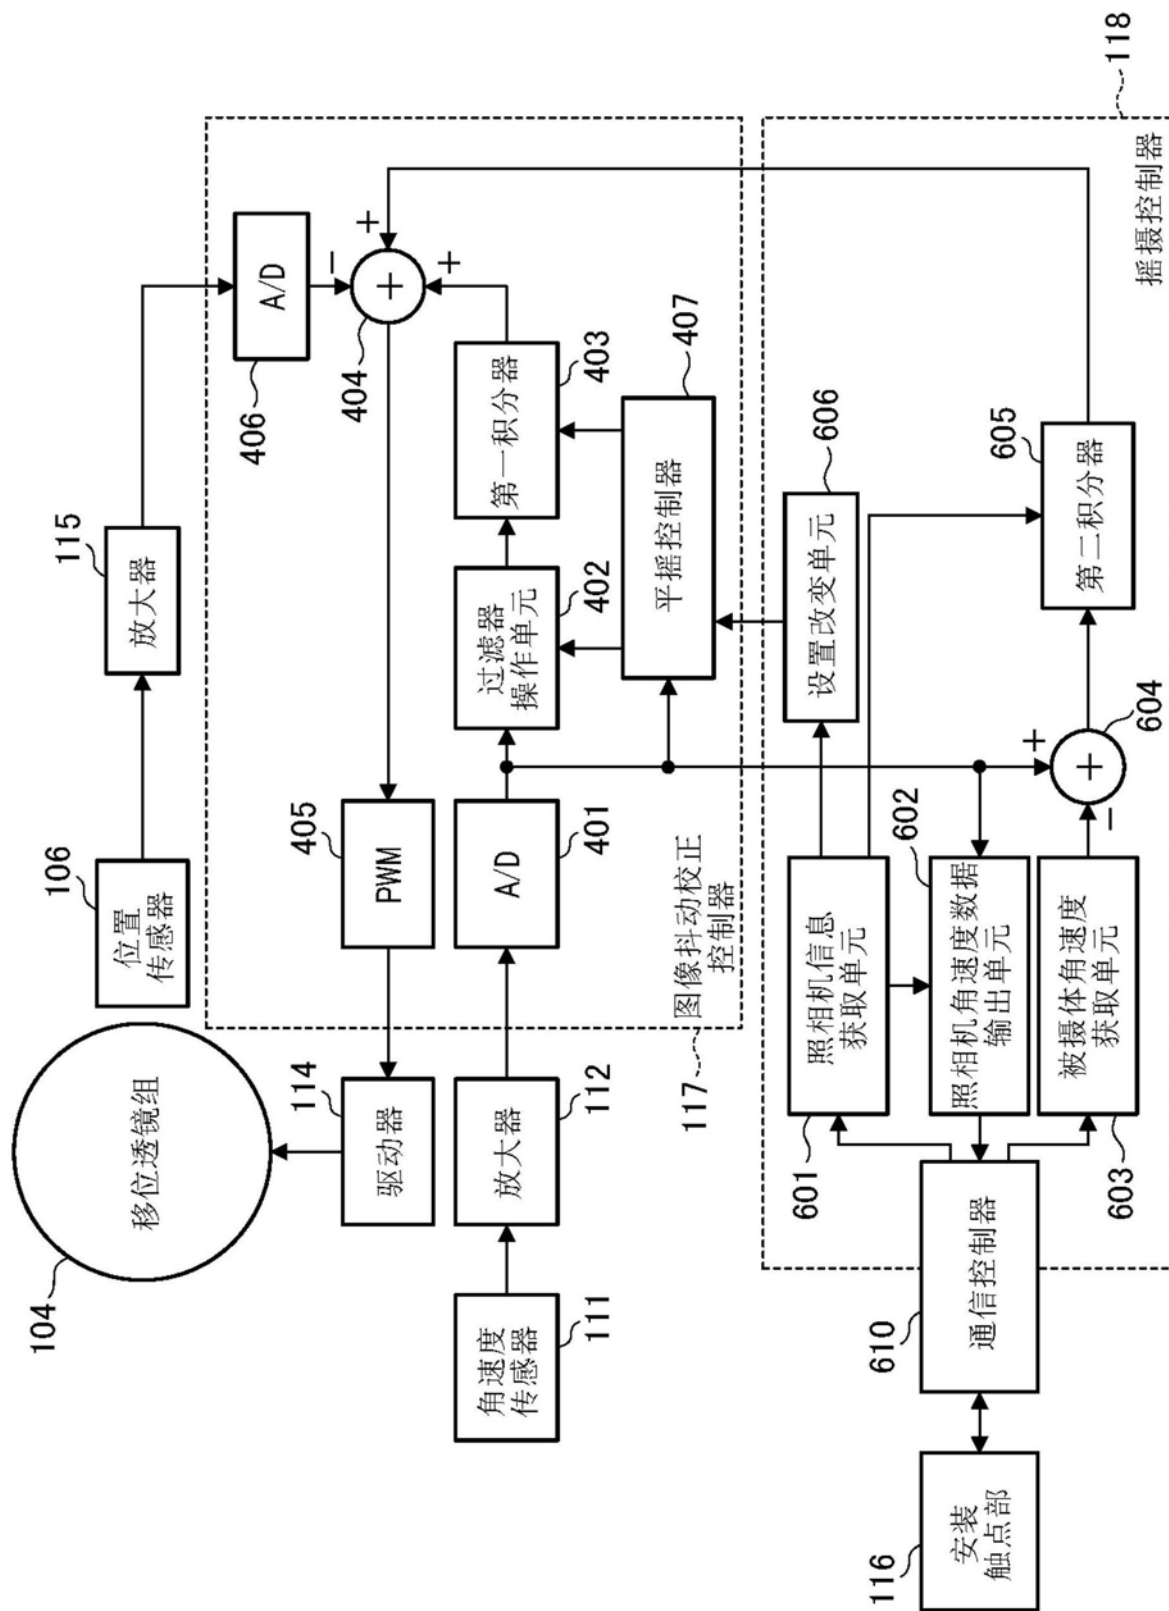 104
移位透镜组
106
位置
传感器
115
放大器
406
A/D
－
＋
404
＋
＋
114
驱动器
405
PWM
111
角速度
传感器
112
放大器
401
A/D
402
过滤器
操作单元
403
第一积分器
407
平摇控制器
117
图像抖动校正
控制器
118
摇摄控制器
606
设置改变单元
601
照相机信息
获取单元
602
照相机角速度数据
输出单元
603
被摄体角速度
获取单元
604
＋
－
＋
605
第二积分器
610
通信控制器
116
安装
触点部